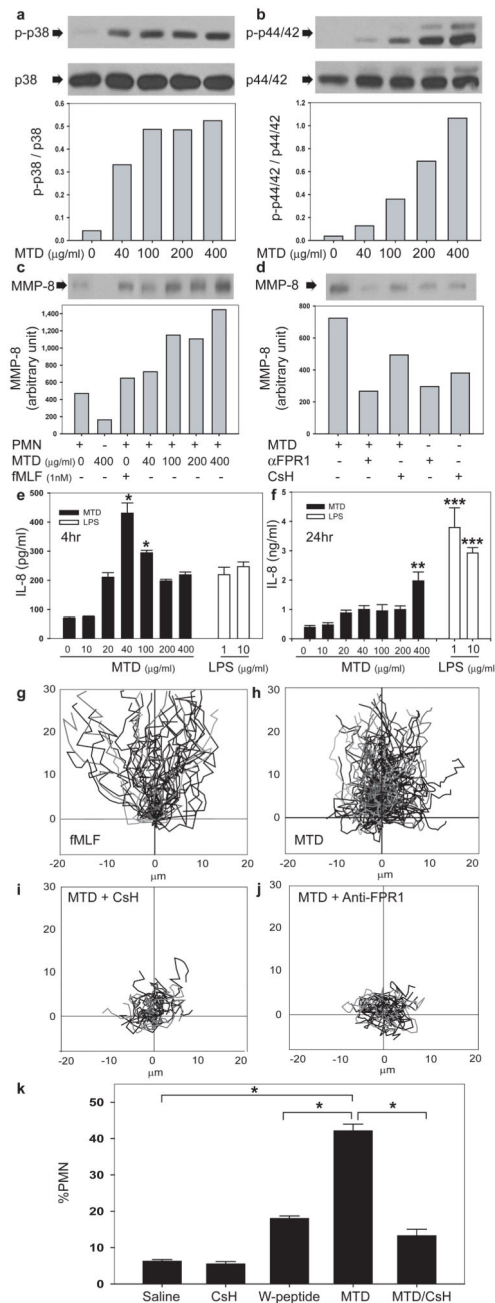 a
b
p-p38
p-p44/42
p38
p44/42
0.6
0.5
0.4
0.3
0.2
0.1
0.0
p-p38 / p38
MTD (µg/ml) 0 40 100 200 400
1.2
1.0
0.8
0.6
0.4
0.2
0.0
p-p44/42 / p44/42
MTD (µg/ml) 0 40 100 200 400
c
d
MMP-8
MMP-8
1,400
1,200
1,000
800
600
400
200
0
MMP-8
(arbitrary unit)
PMN + - + + + + +
MTD (µg/ml) 0 400 0 40 100 200 400
fMLF (1nM) - - + - - - -
800
600
400
200
0
MMP-8
(arbitrary unit)
MTD + + + - -
αFPR1 - + - + -
CsH - - + - +
e
600
500
400
300
200
100
0
IL-8 (pg/ml)
MTD
LPS
4hr
*
*
0 10 20 40 100 200 400 1 10
MTD (µg/ml) LPS (µg/ml)
f
6
5
4
3
2
1
0
IL-8 (ng/ml)
MTD
LPS
24hr
**
***
***
0 10 20 40 100 200 400 1 10
MTD (µg/ml) LPS (µg/ml)
g
30
20
10
0
fMLF
-20 -10 0 10 20
µm
h
30
20
10
0
MTD
-20 -10 0 10 20
µm
i
30
20
10
0
MTD + CsH
-20 -10 0 10 20
µm
j
30
20
10
0
MTD + Anti-FPR1
-20 -10 0 10 20
µm
k
50
40
30
20
10
0
%PMN
*
*
*
Saline CsH W-peptide MTD MTD/CsH